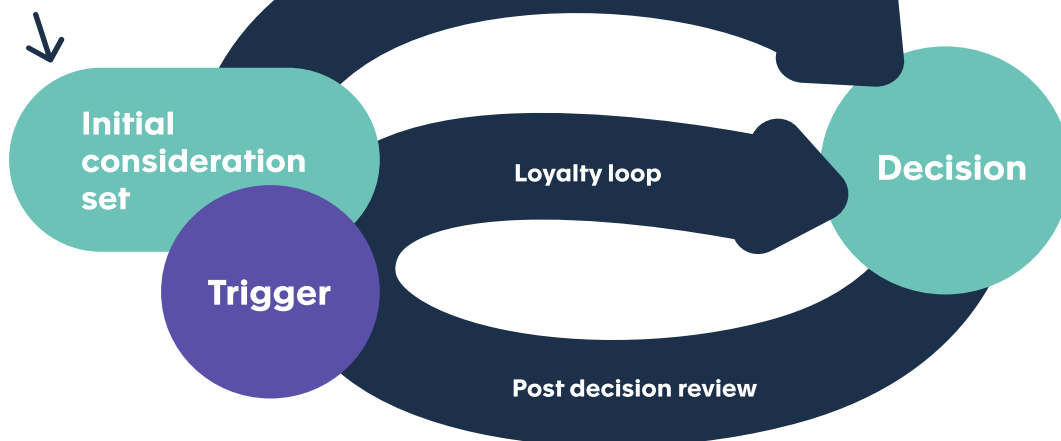 Initial
consideration
set
Loyalty loop
Decision
Trigger
Post decision review